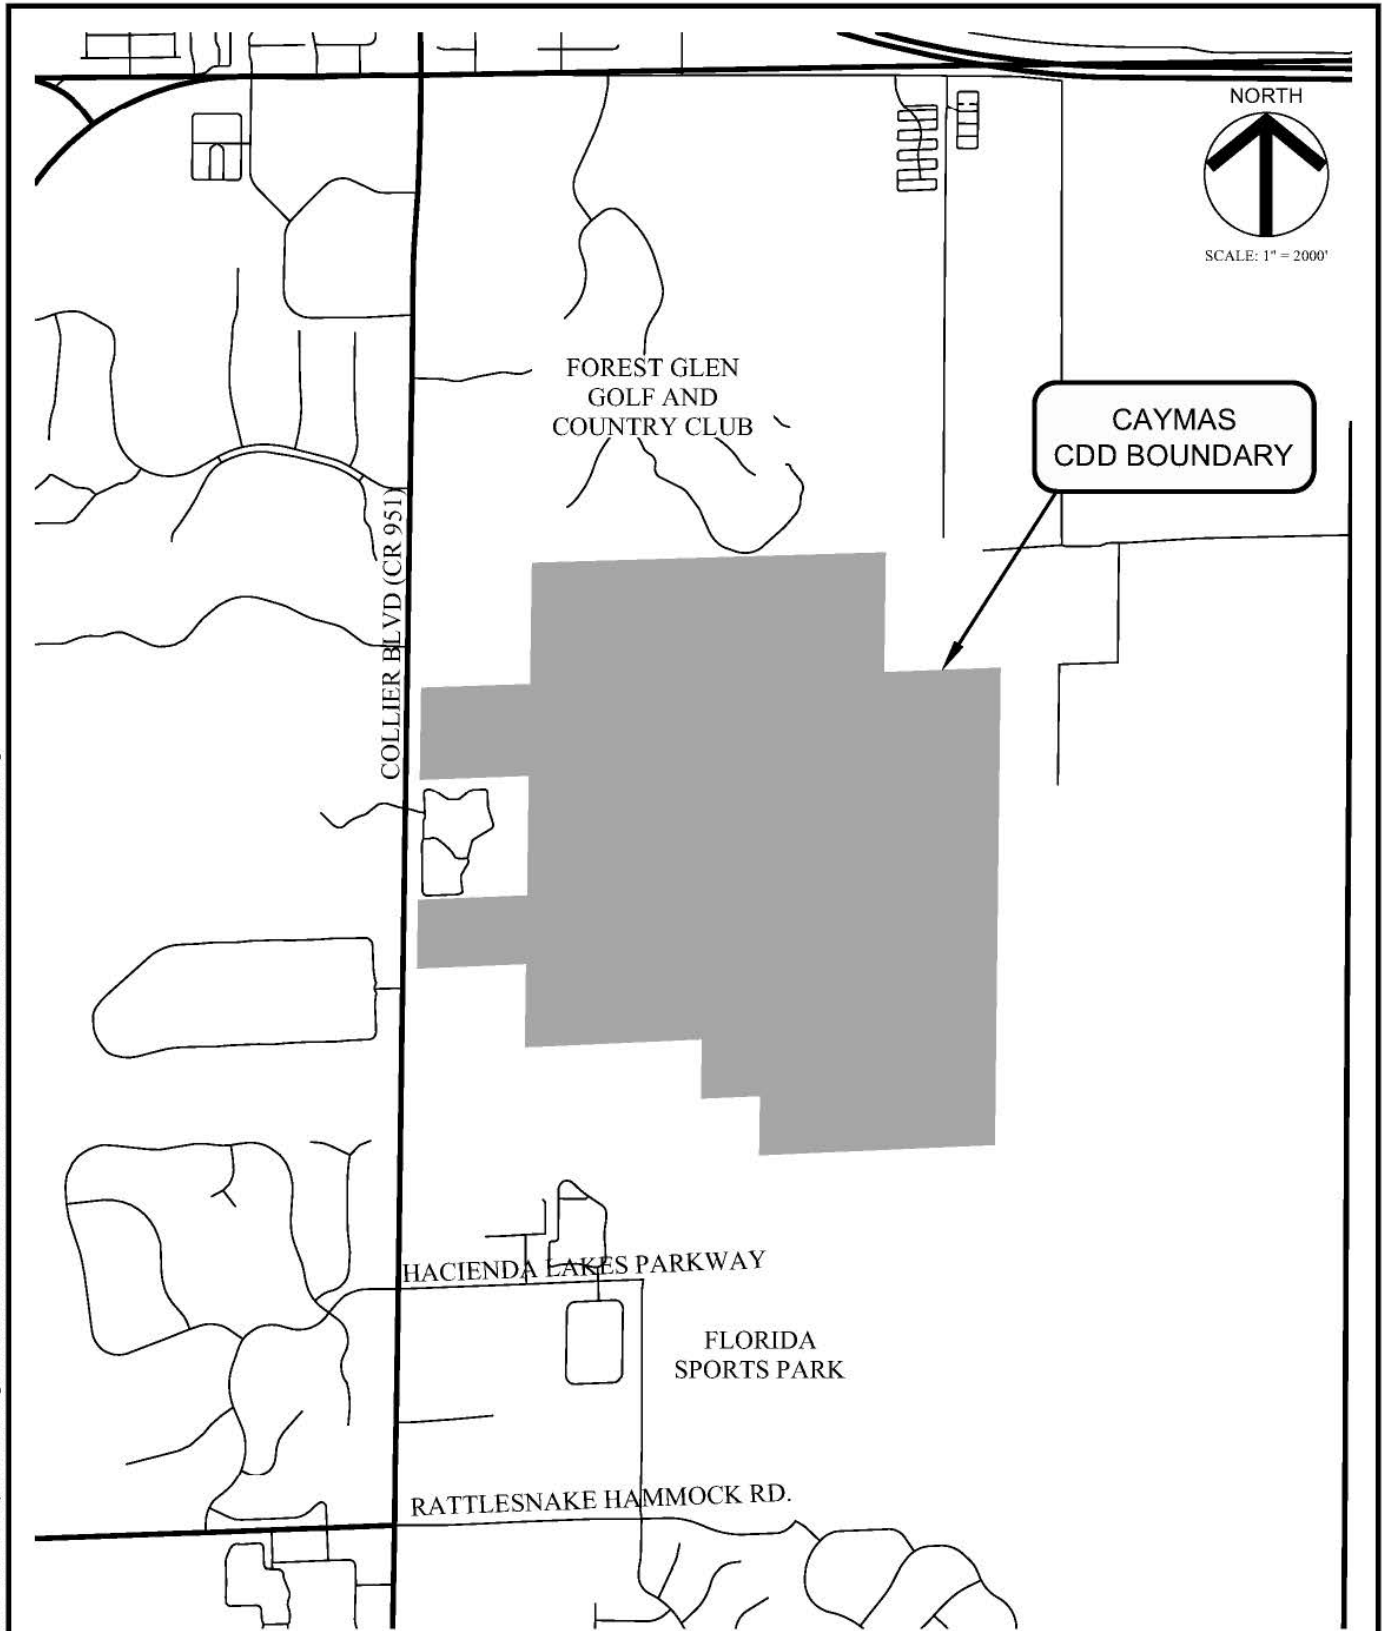 NORTH
SCALE: 1" = 2000'
FOREST GLEN
GOLF AND
COUNTRY CLUB
CAYMAS
CDD BOUNDARY
COLLIER BLVD (CR 951)
HACIENDA LAKES PARKWAY
FLORIDA
SPORTS PARK
RATTLESNAKE HAMMOCK RD.